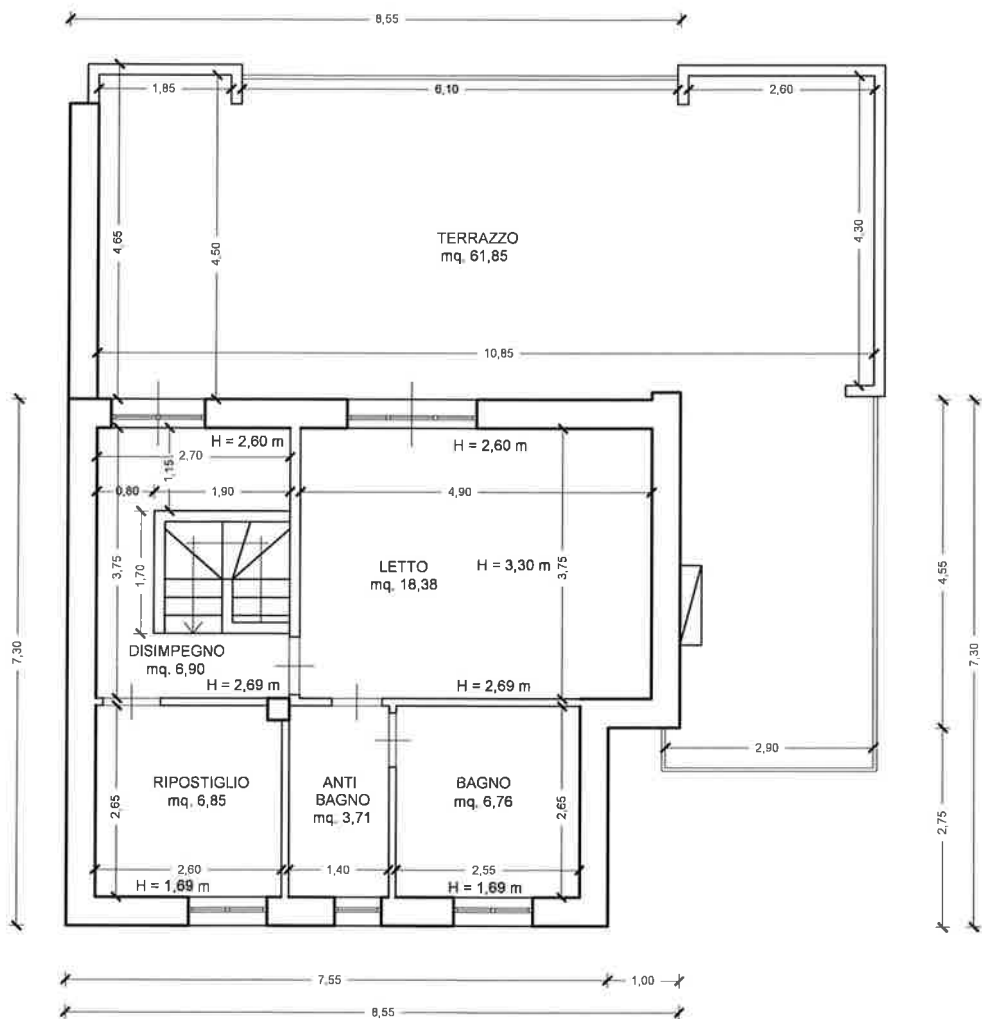 8,55
1,85
6,10
2,60
4,65
4,50
TERRAZZO
mq. 61,85
4,30
10,85
H = 2,60 m
H = 2,60 m
2,70
1,15
0,80
1,90
4,90
3,75
1,70
LETTO
mq. 18,38
H = 3,30 m
3,75
4,55
7,30
7,30
DISIMPEGNO
mq. 6,90
H = 2,69 m
H = 2,69 m
2,90
RIPOSTIGLIO
mq. 6,85
ANTI
BAGNO
mq. 3,71
BAGNO
mq. 6,76
2,65
2,65
2,75
2,60
1,40
2,55
H = 1,69 m
H = 1,69 m
7,55
1,00
8,55